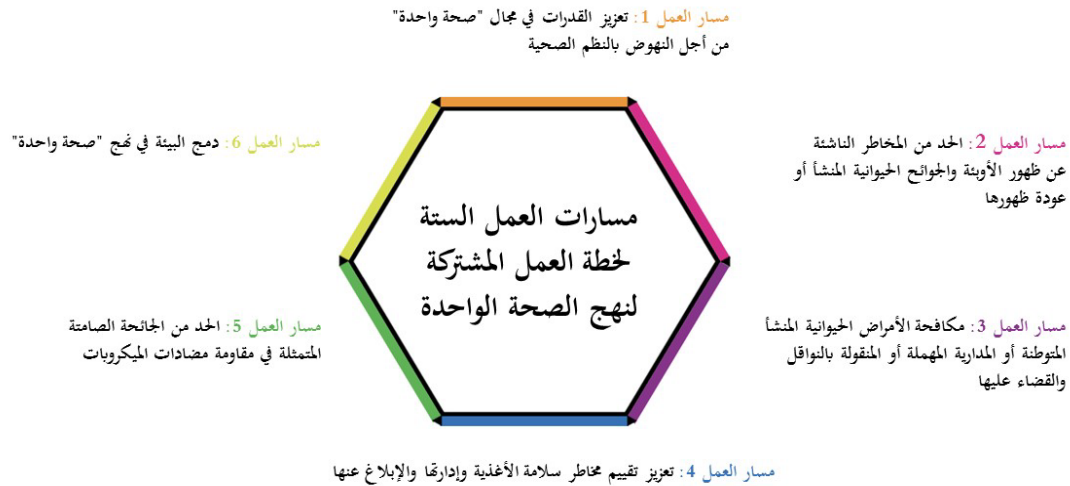 مسار العمل 1: تعزيز القدرات في مجال "صحة واحدة"
من أجل النهوض بالنظم الصحية
مسار العمل 2: الحد من المخاطر الناشئة
عن ظهور الأوبئة والجوائح الحيوانية المنشأ أو
عودة ظهورها
مسار العمل 3: مكافحة الأمراض الحيوانية المنشأ
المتوطنة أو المدارية المهملة أو المنقولة بالنواقل
والقضاء عليها
مسار العمل 4: تعزيز تقييم مخاطر سلامة الأغذية وإدارتها والإبلاغ عنها
مسار العمل 5: الحد من الجائحة الصامتة
المتمثلة في مقاومة مضادات الميكروبات
مسار العمل 6: دمج البيئة في نهج "صحة واحدة"
مسارات العمل الستة
لخطة العمل المشتركة
لنهج الصحة الواحدة